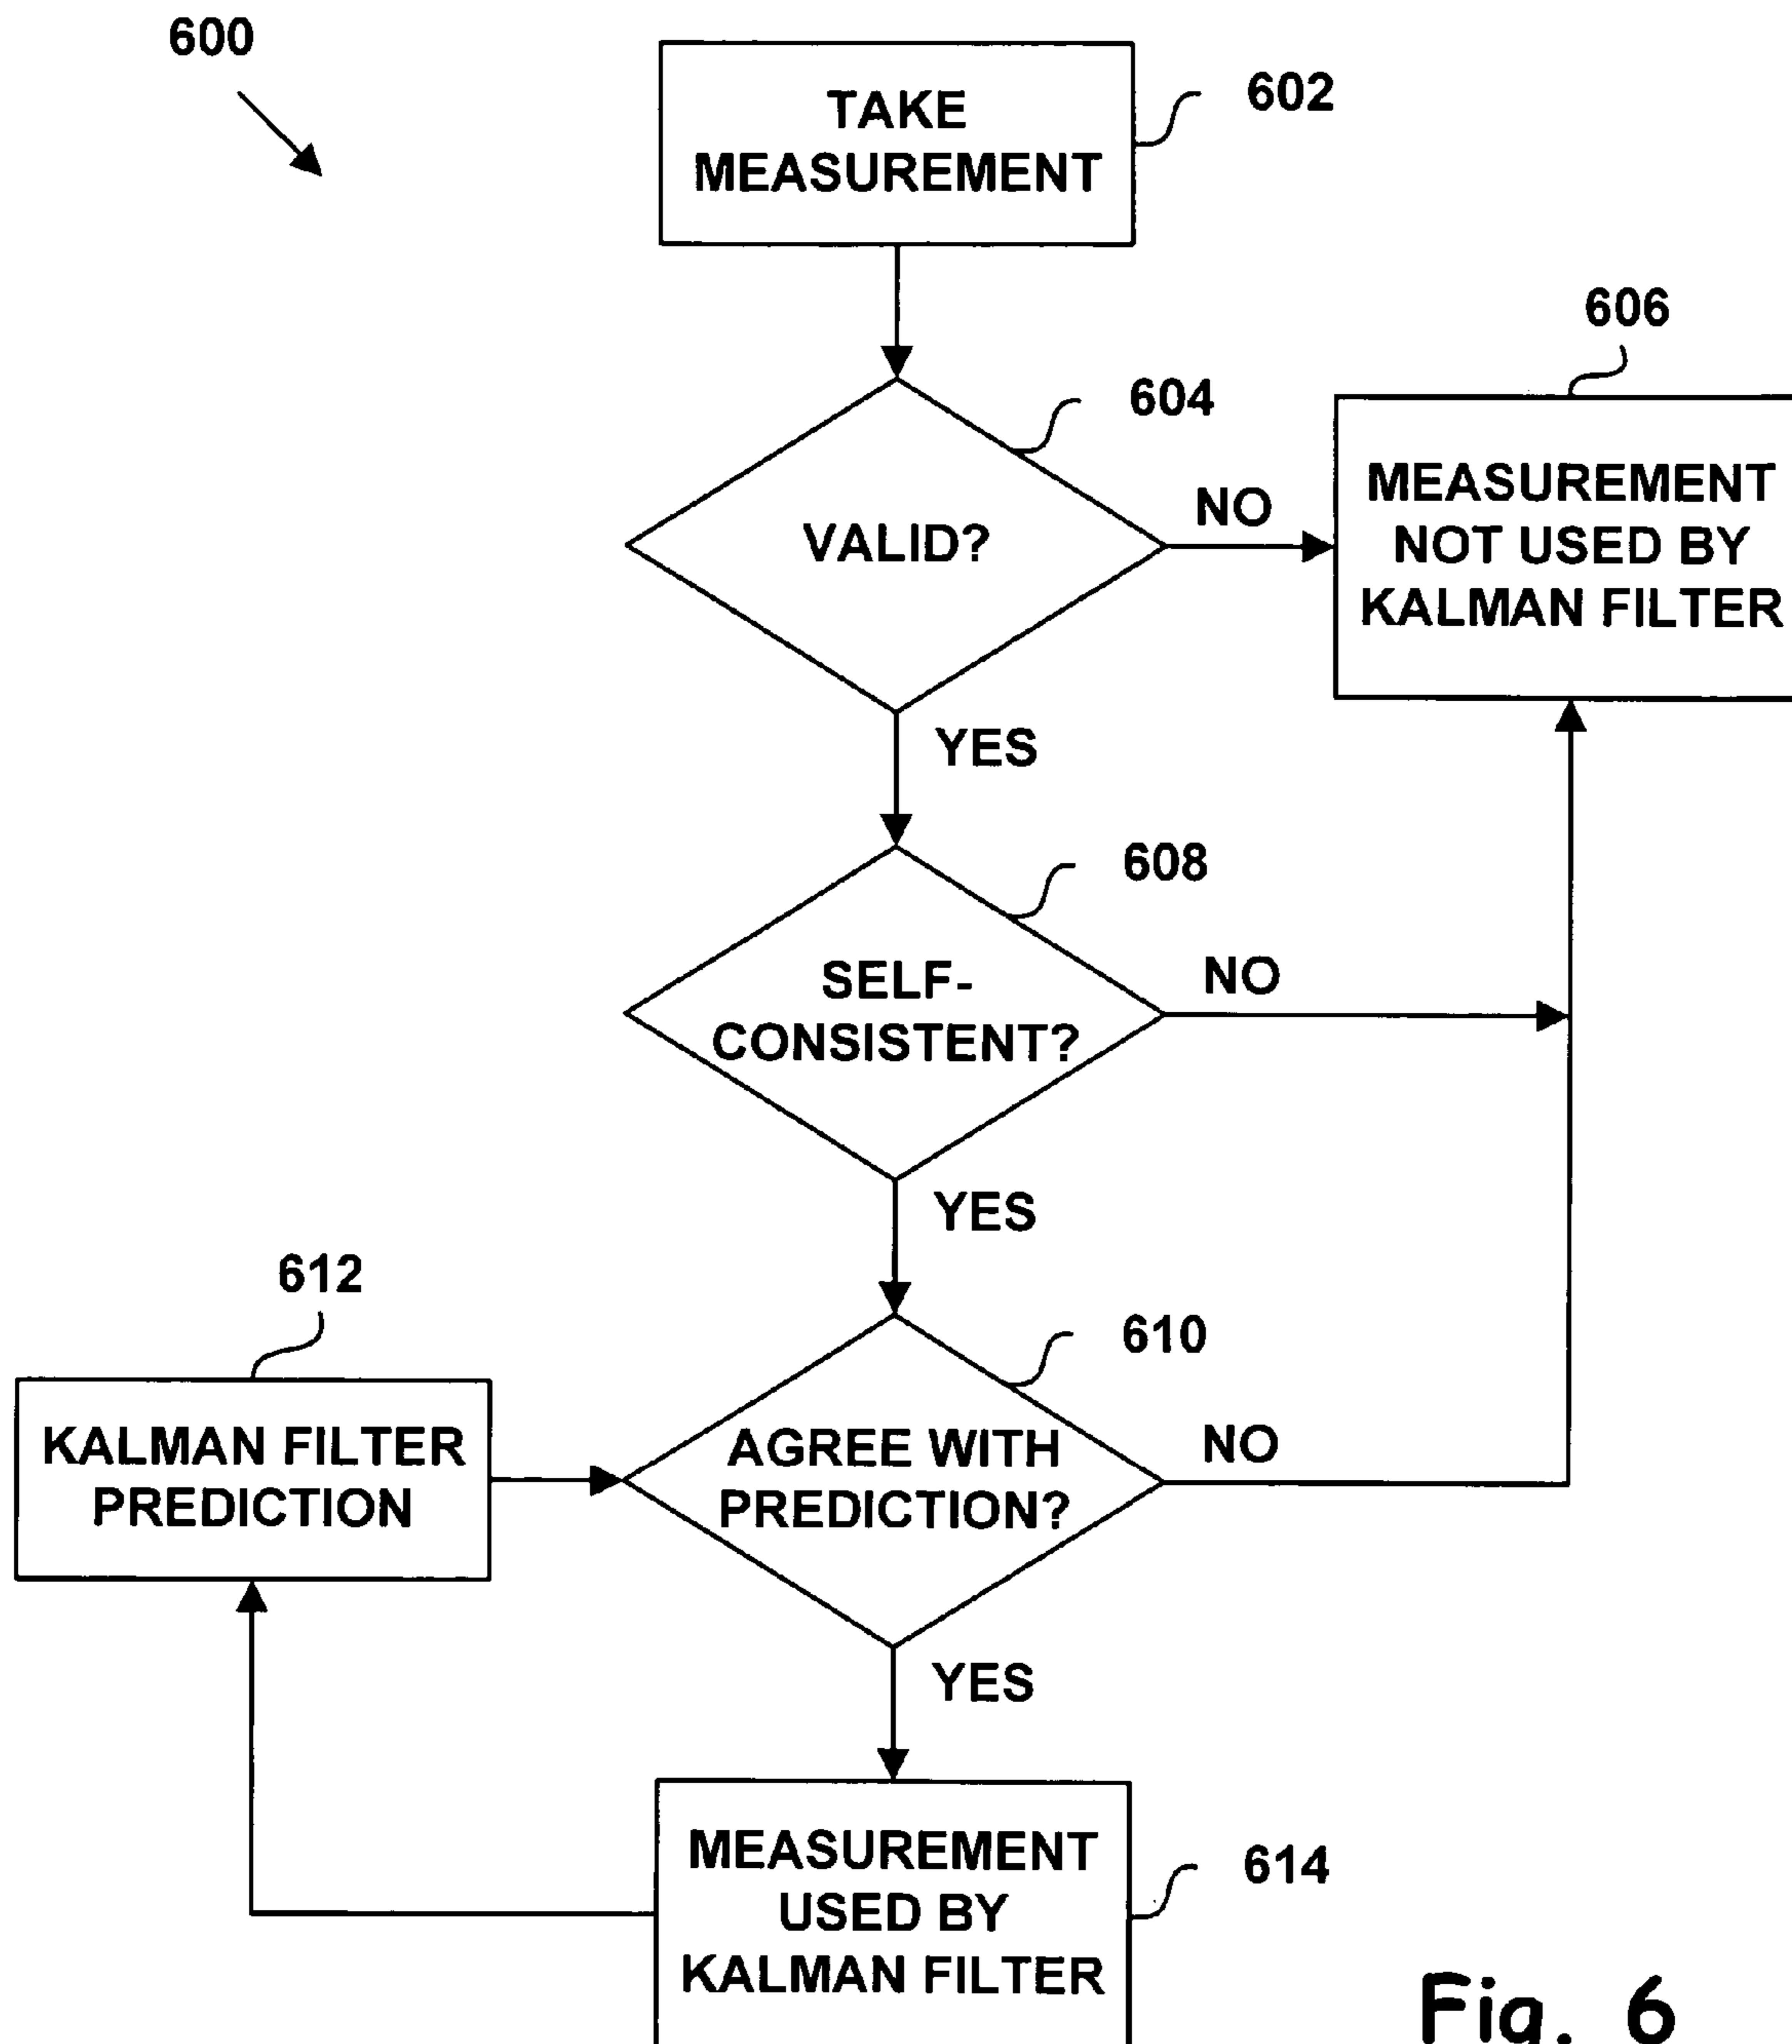 600
TAKE
MEASUREMENT
602
606
604
VALID?
NO
MEASUREMENT
NOT USED BY
KALMAN FILTER
YES
608
SELF-
CONSISTENT?
NO
YES
612
610
KALMAN FILTER
PREDICTION
AGREE WITH
PREDICTION?
NO
YES
MEASUREMENT
USED BY
KALMAN FILTER
614
Fig. 6